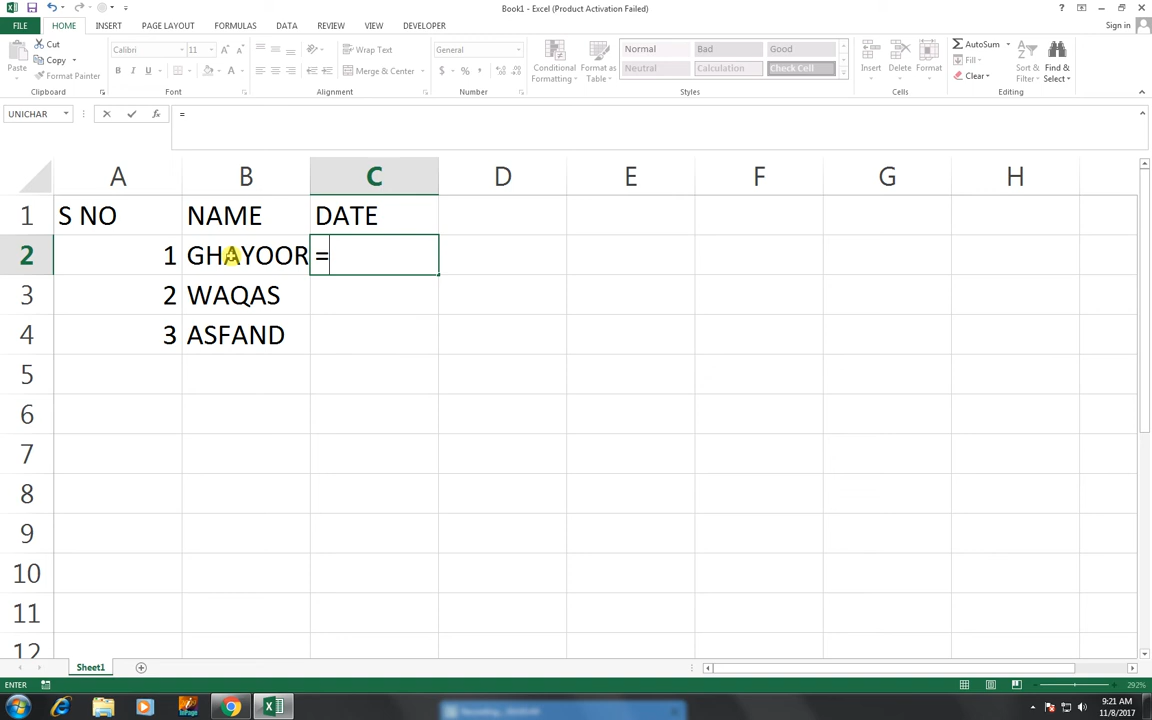 Book1 - Excel (Product Activation Failed)
FILE HOME INSERT PAGE LAYOUT FORMULAS DATA REVIEW VIEW DEVELOPER Sign in
Paste Cut Copy Format Painter Clipboard
Calibri 11 B I U A Font
Wrap Text Merge & Center Alignment
General $ % , Number
Conditional Formatting Format as Table
Normal Bad Good
Neutral Calculation Check Cell
Styles
Insert Delete Format Cells
AutoSum Fill Clear Sort & Filter Find & Select Editing
UNICHAR fx =
A B C D E F G H
1 S NO NAME DATE
2 1 GHAYOOR =
3 2 WAQAS
4 3 ASFAND
5
6
7
8
9
10
11
12
Sheet1
ENTER 292%
9:21 AM
11/8/2017